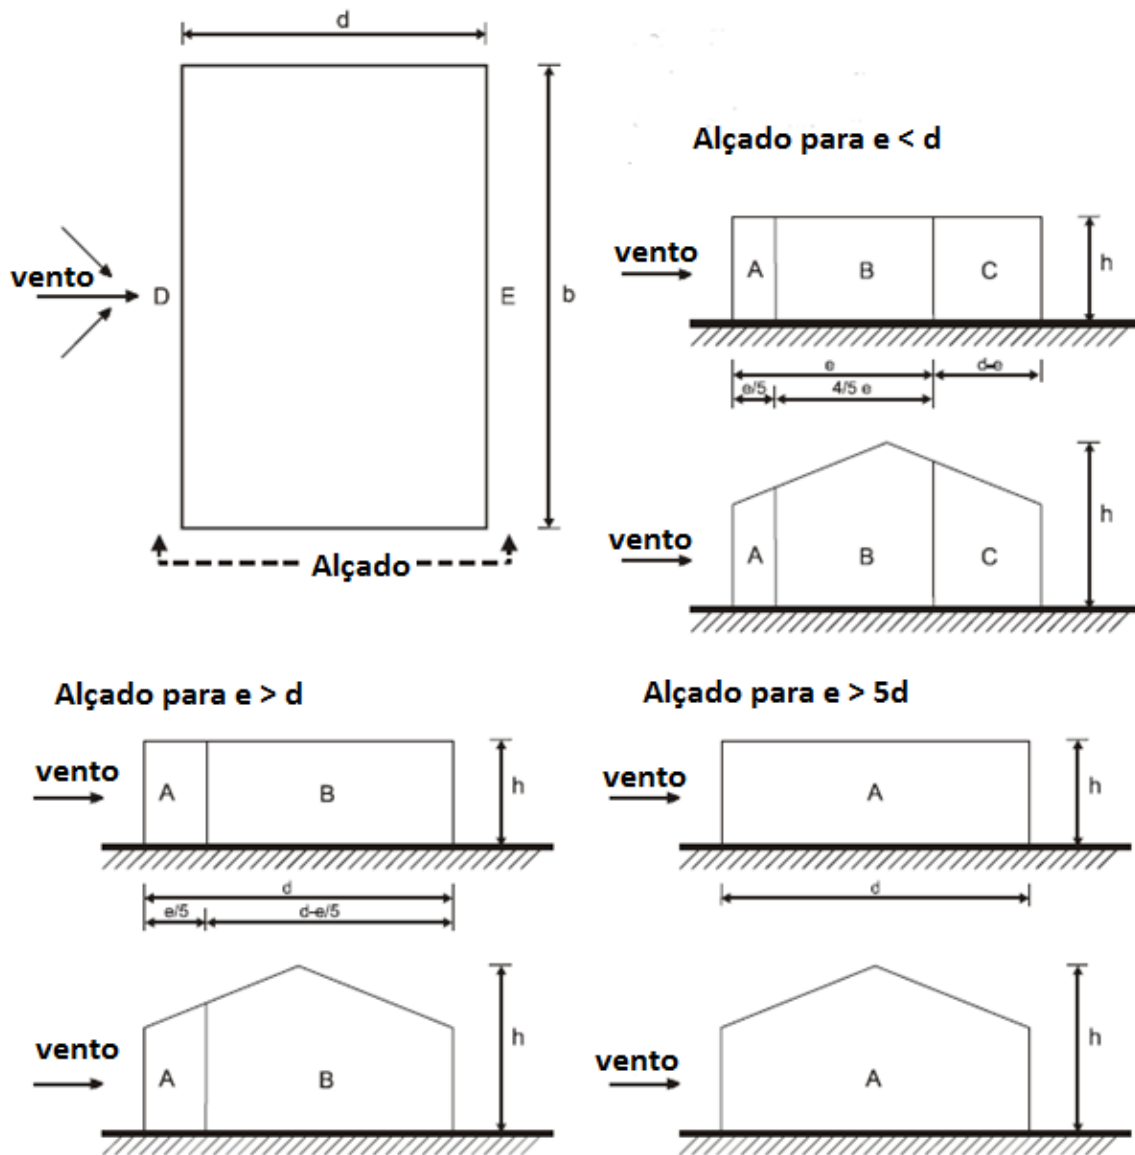 d
vento
D
E
b
Alçado
Alçado para e < d
vento
A
B
C
h
e
d-e
e/5
4/5 e
vento
A
B
C
h
Alçado para e > d
vento
A
B
h
d
e/5
d-e/5
vento
A
B
h
Alçado para e > 5d
vento
A
h
d
vento
A
h